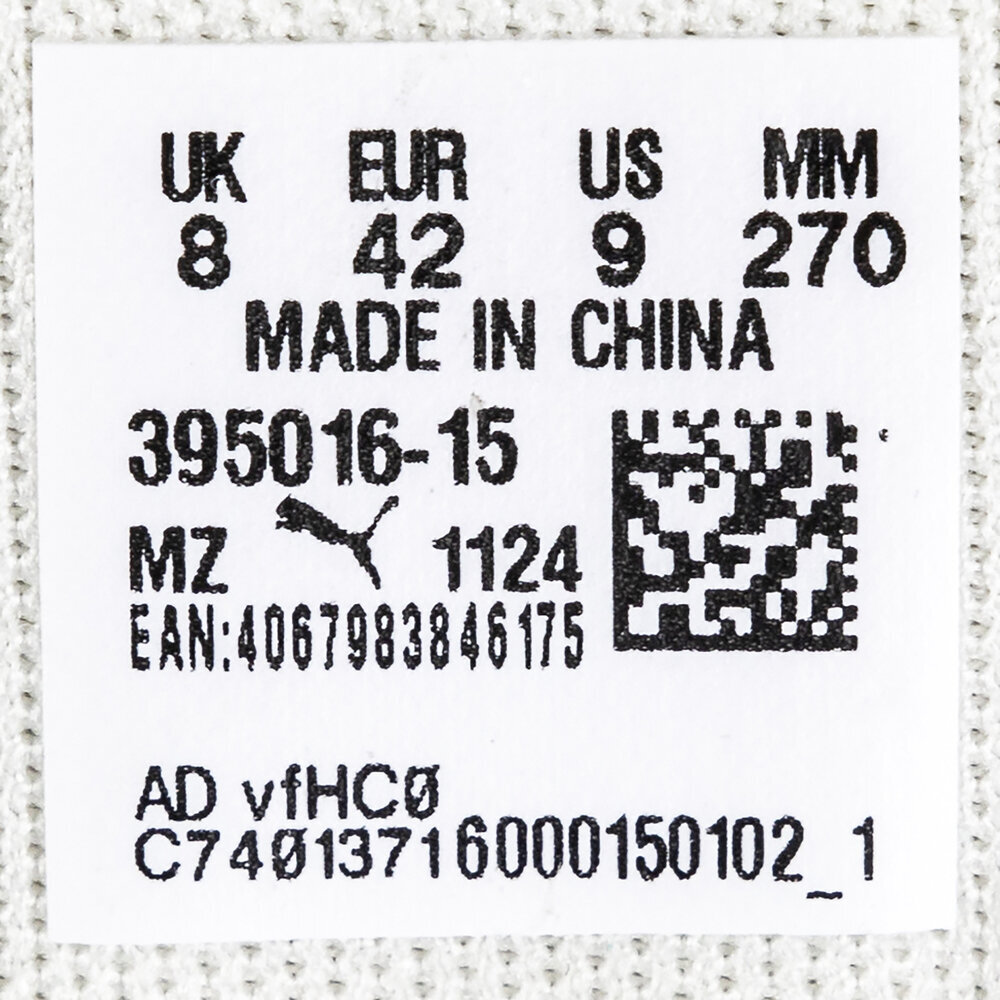 UK EUR US MM
8 42 9 270
MADE IN CHINA
395016-15
MZ 1124
EAN:4067983846175
AD vfHC0
C74013716000150102_1